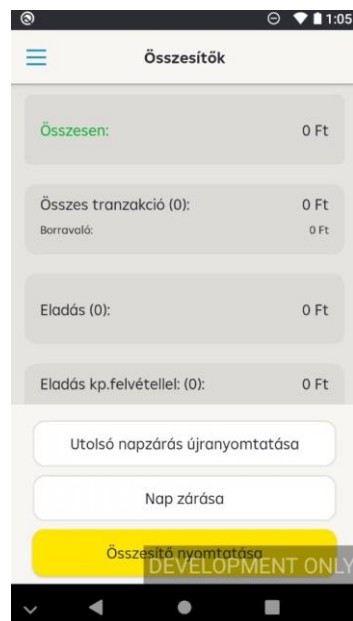 1:05
Összesítők
Összesen: 0 Ft
Összes tranzakció (0): 0 Ft
Borravaló: 0 Ft
Eladás (0): 0 Ft
Eladás kp.felvétellel: (0): 0 Ft
Utolsó napzárás újranyomtatása
Nap zárása
Összesítő nyomtatása
DEVELOPMENT ONLY